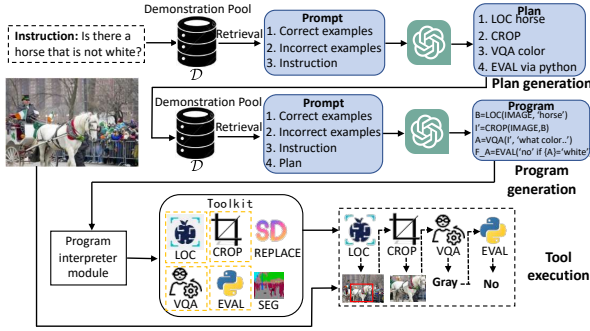 Instruction: Is there a
horse that is not white?
Demonstration Pool
D
Retrieval
Prompt
1. Correct examples
2. Incorrect examples
3. Instruction
Plan
1. LOC horse
2. CROP
3. VQA color
4. EVAL via python
Plan generation
Demonstration Pool
D
Retrieval
Prompt
1. Correct examples
2. Incorrect examples
3. Instruction
4. Plan
Program
B=LOC(IMAGE, 'horse')
I'=CROP(IMAGE,B)
A=VQA(I', 'what color..')
F_A=EVAL('no' if {A}='white')
Program
generation
Program
interpreter
module
Toolkit
LOC
CROP
SD
REPLACE
VQA
EVAL
SEG
LOC
CROP
VQA
EVAL
Gray
No
Tool
execution